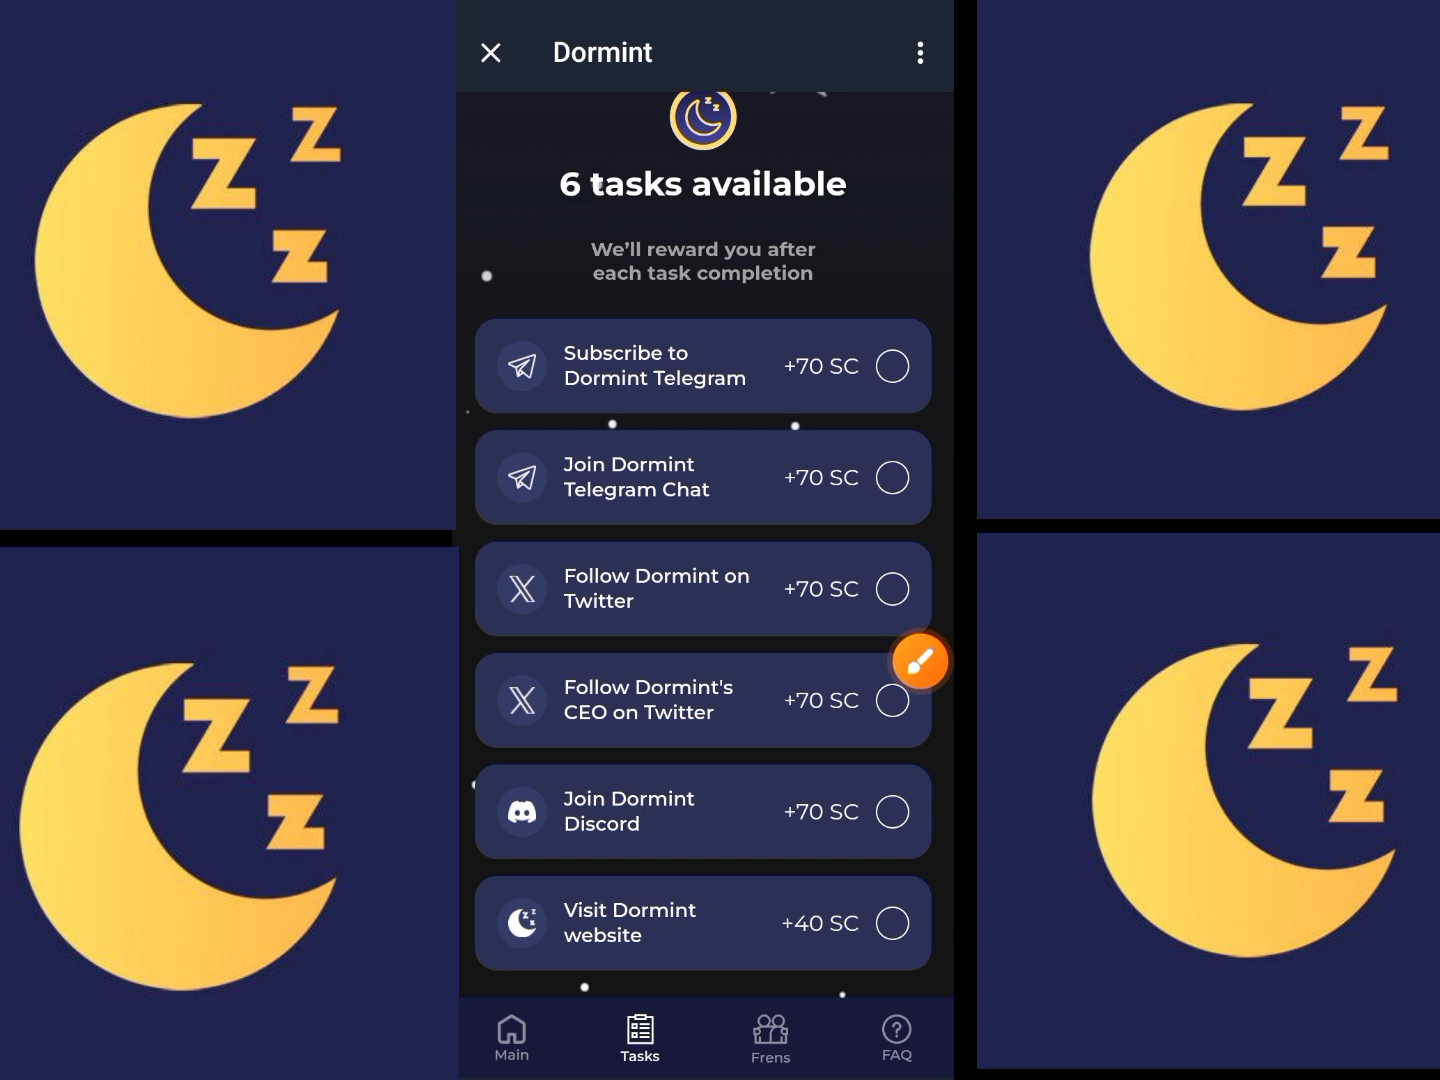 Dormint
6 tasks available
We'll reward you after
each task completion
Subscribe to
Dormint Telegram
+70 SC
Join Dormint
Telegram Chat
+70 SC
Follow Dormint on
Twitter
+70 SC
Follow Dormint's
CEO on Twitter
+70 SC
Join Dormint
Discord
+70 SC
Visit Dormint
website
+40 SC
Main
Tasks
Frens
FAQ
z
z
z
z
z
z
z
z
z
z
z
z